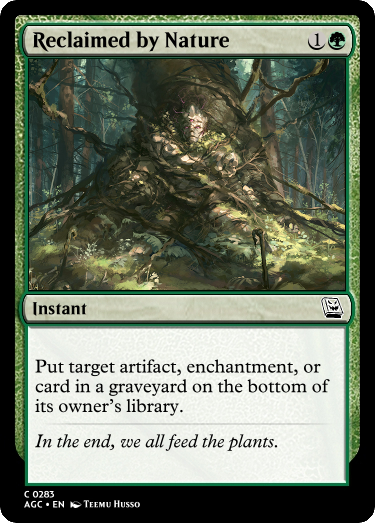 Reclaimed by Nature 1
Instant
Put target artifact, enchantment, or
card in a graveyard on the bottom of
its owner’s library.
In the end, we all feed the plants.
C 0283
AGC • EN Teemu Husso